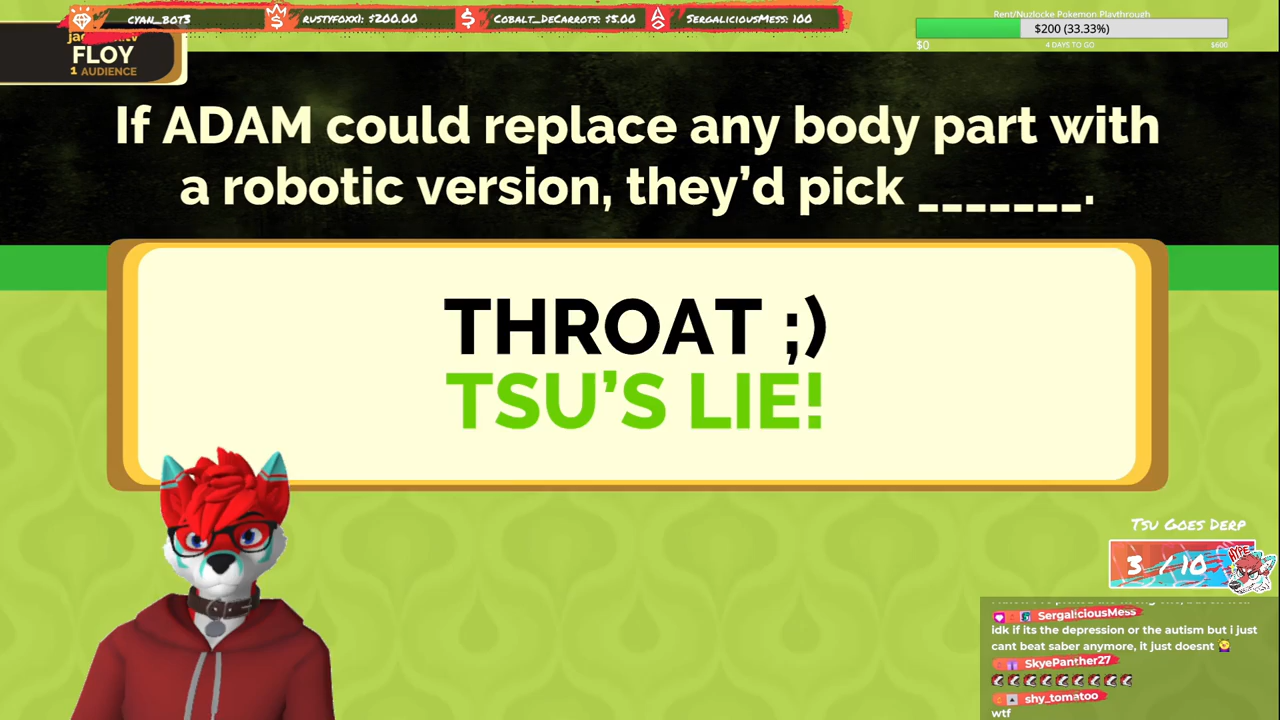 CYAN_BOT3
RUSTYFOXX1: $200.00
COBALT_DECARROTS: $5.00
SERGALICIOUSMESS: 100
FLOY
1 AUDIENCE
Rent/Nuzlocke Pokemon Playthrough
$200 (33.33%)
$0
4 DAYS TO GO
$600
If ADAM could replace any body part with
a robotic version, they'd pick _______.
THROAT ;)
TSU'S LIE!
TSU GOES DERP
3 / 10
HYPE
SergaliciousMess
idk if its the depression or the autism but i just
cant beat saber anymore, it just doesnt
SkyePanther27
shy_tomatoo
wtf